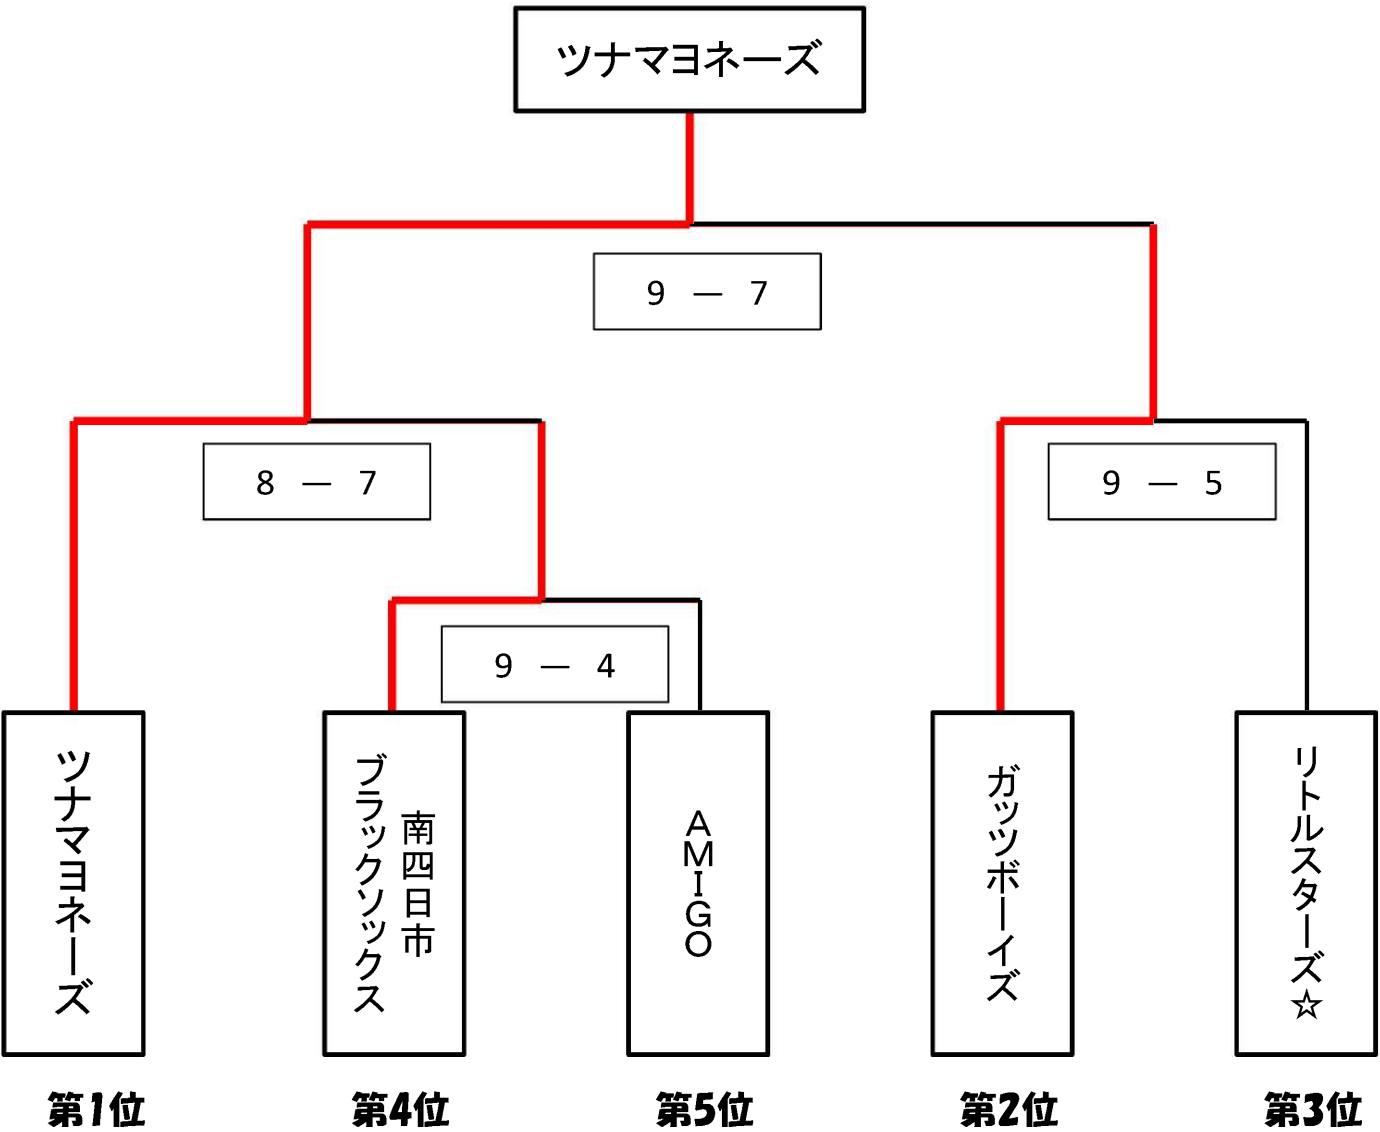 ツナマヨネーズ
9 ― 7
8 ― 7
9 ― 5
9 ― 4
ツナマヨネーズ
南四日市
ブラックソックス
ＡＭＩＧＯ
ガッツボーイズ
リトルスターズ☆
第1位
第4位
第5位
第2位
第3位